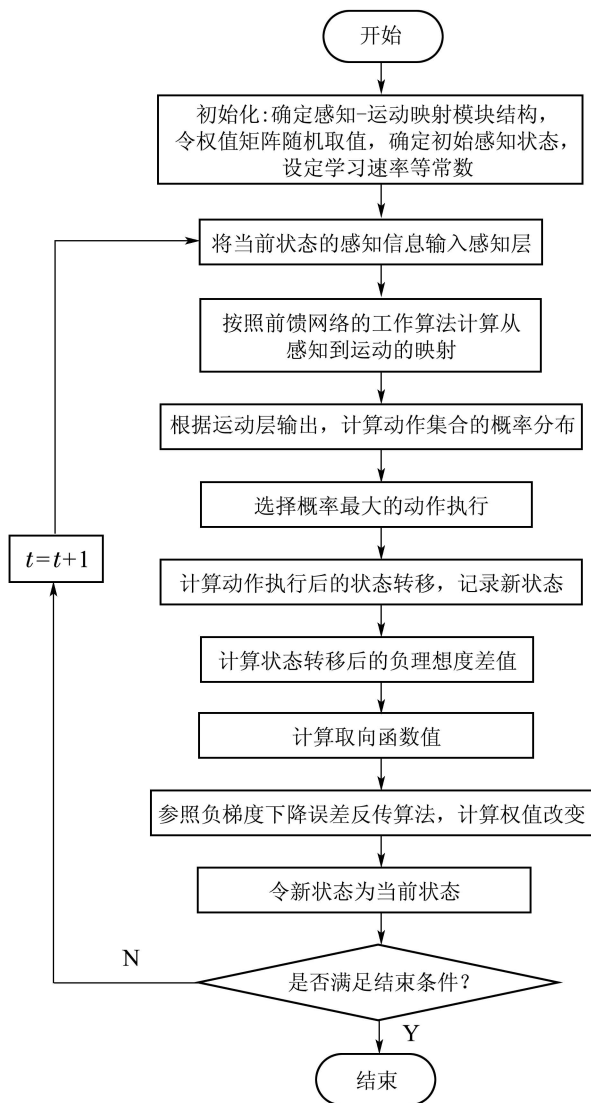 开始
初始化:确定感知-运动映射模块结构,
令权值矩阵随机取值，确定初始感知状态，
设定学习速率等常数
将当前状态的感知信息输入感知层
按照前馈网络的工作算法计算从
感知到运动的映射
根据运动层输出，计算动作集合的概率分布
选择概率最大的动作执行
t=t+1
计算动作执行后的状态转移，记录新状态
计算状态转移后的负理想度差值
计算取向函数值
参照负梯度下降误差反传算法，计算权值改变
令新状态为当前状态
N
是否满足结束条件?
Y
结束